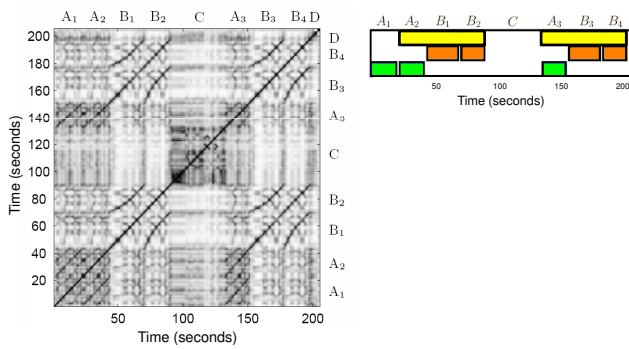 A₁ A₂ B₁ B₂ C A₃ B₃ B₄ D
200
180
160
140
120
100
80
60
40
20
50 100 150 200
Time (seconds)
Time (seconds)
D
B₄
B₃
A₃
C
B₂
B₁
A₂
A₁
A₁ A₂ B₁ B₂ C A₃ B₃ B₄
50 100 150 200
Time (seconds)